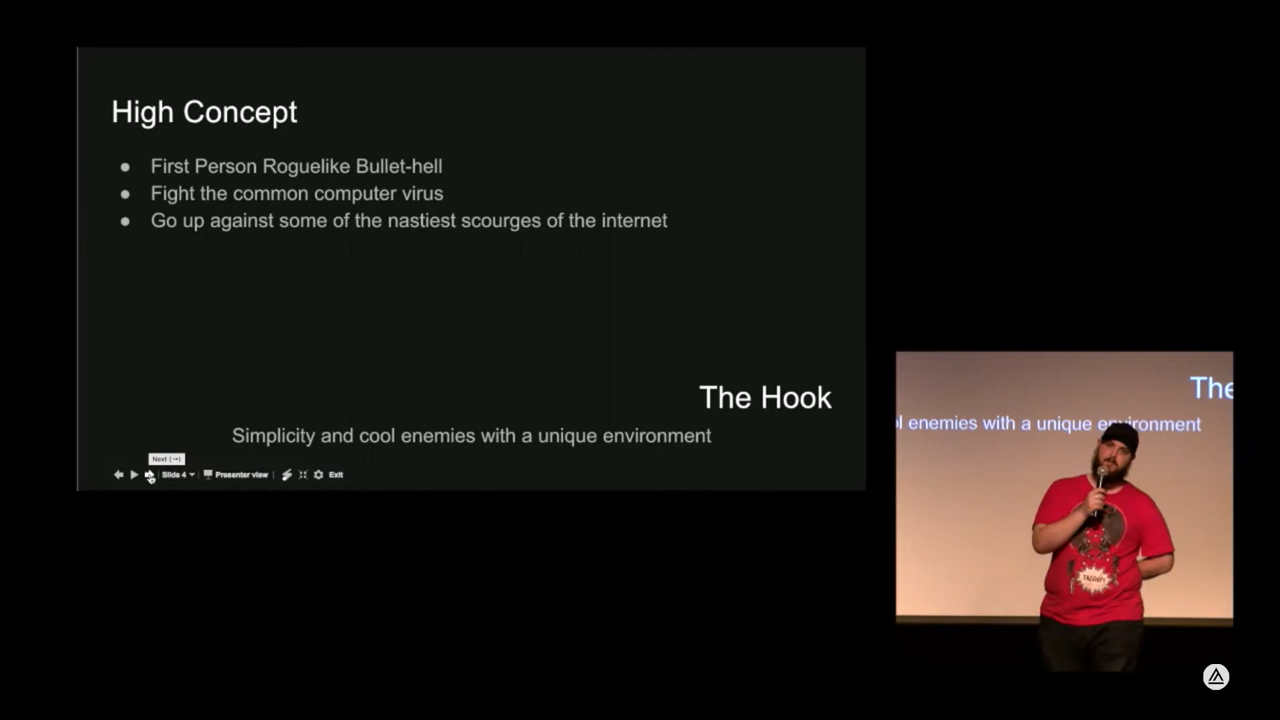 High Concept
● First Person Roguelike Bullet-hell
● Fight the common computer virus
● Go up against some of the nastiest scourges of the internet
The Hook
Simplicity and cool enemies with a unique environment
Next (→)
Slide 4
Presenter view
Exit
The
l enemies with a unique environment